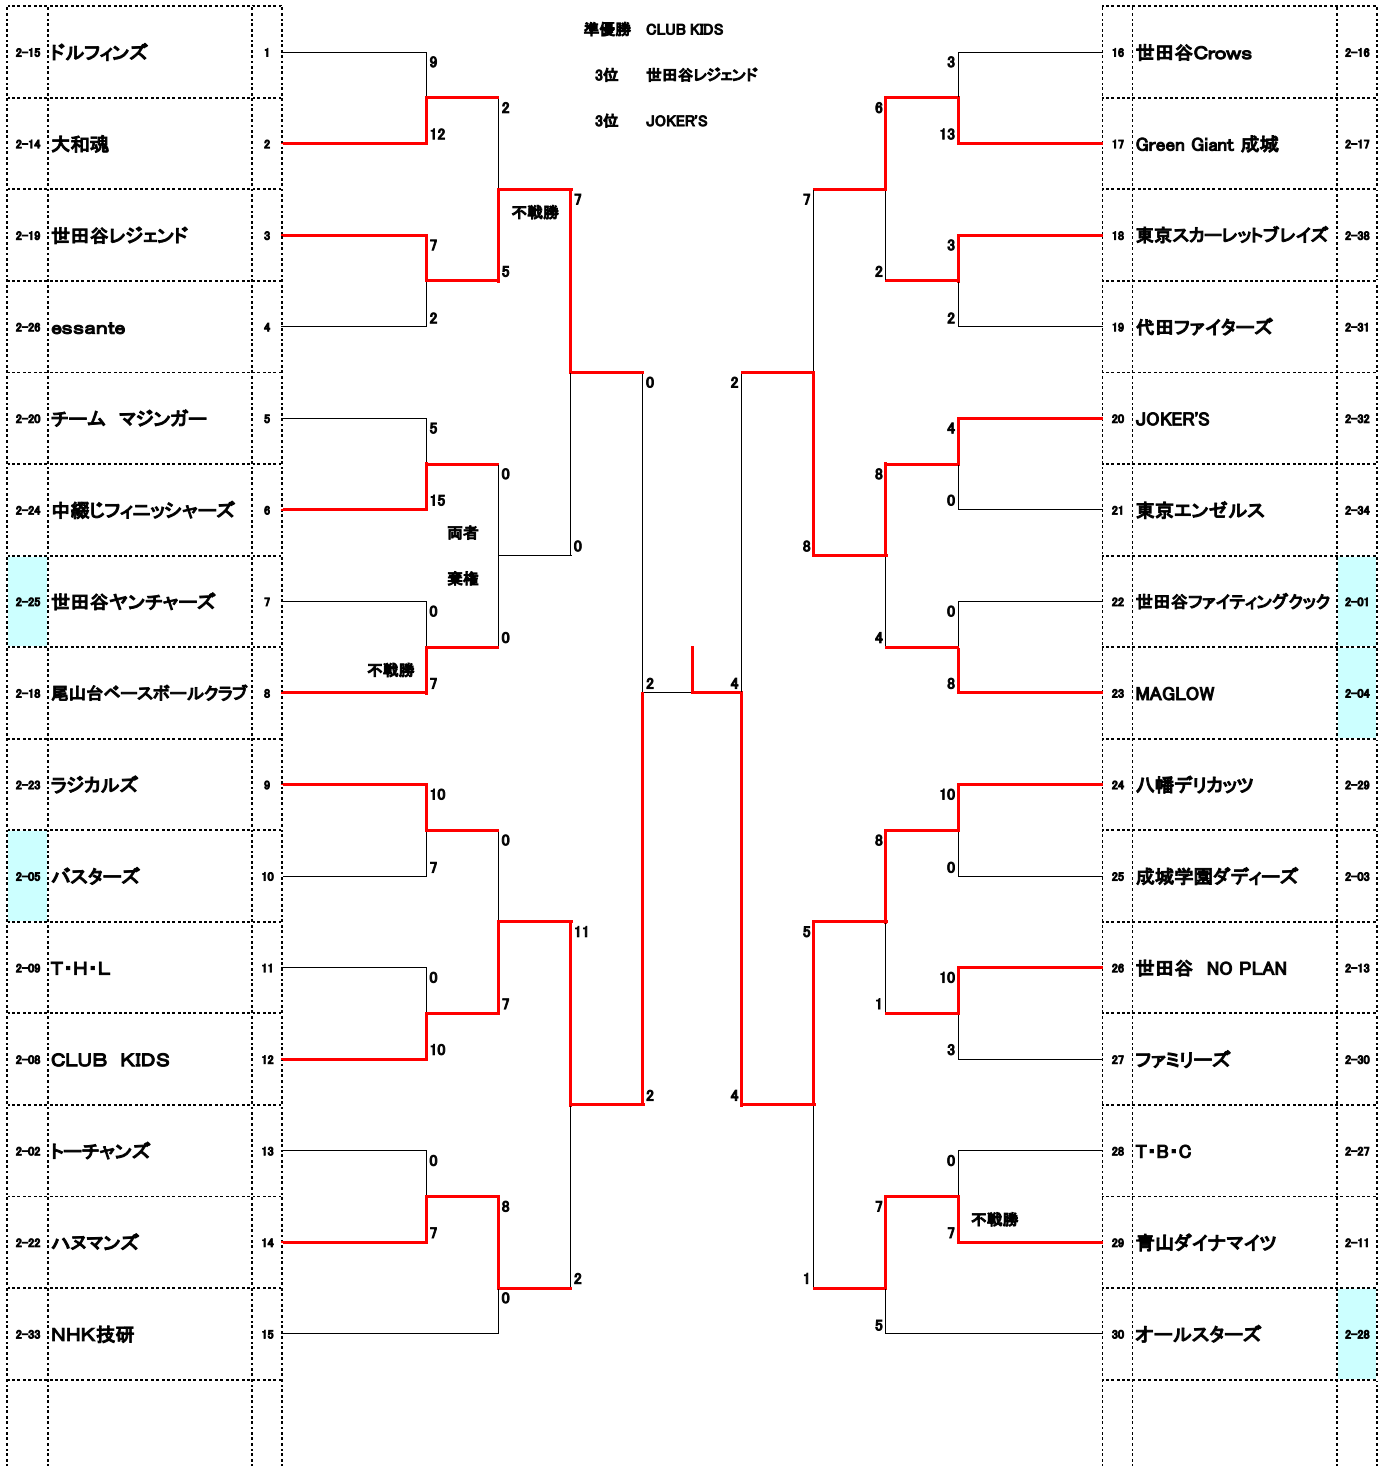 準優勝 CLUB KIDS
3位 世田谷レジェンド
3位 JOKER'S
2-15 ドルフィンズ 1
9
2
2-14 大和魂 2
12
2-19 世田谷レジェンド 3
7
5
不戦勝
7
2-26 essante 4
2
0
2-20 チーム マジンガー 5
5
0
2-24 中綴じフィニッシャーズ 6
15
両者
棄権
0
2-25 世田谷ヤンチャーズ 7
0
0
2-18 尾山台ベースボールクラブ 8
不戦勝
7
2
2-23 ラジカルズ 9
10
0
2-05 バスターズ 10
7
11
2-09 T・H・L 11
0
7
2-08 CLUB KIDS 12
10
2
2-02 トーチャンズ 13
0
8
2-22 ハヌマンズ 14
7
2
0
2-33 NHK技研 15
16 世田谷Crows 2-16
3
6
17 Green Giant 成城 2-17
13
7
18 東京スカーレットブレイズ 2-38
3
2
19 代田ファイターズ 2-31
2
2
20 JOKER'S 2-32
4
8
21 東京エンゼルス 2-34
0
8
22 世田谷ファイティングクック 2-01
0
4
23 MAGLOW 2-04
8
4
24 八幡デリカッツ 2-29
10
8
25 成城学園ダディーズ 2-03
0
5
26 世田谷 NO PLAN 2-13
10
1
27 ファミリーズ 2-30
3
4
28 T・B・C 2-27
0
7
不戦勝
29 青山ダイナマイツ 2-11
7
1
5
30 オールスターズ 2-28